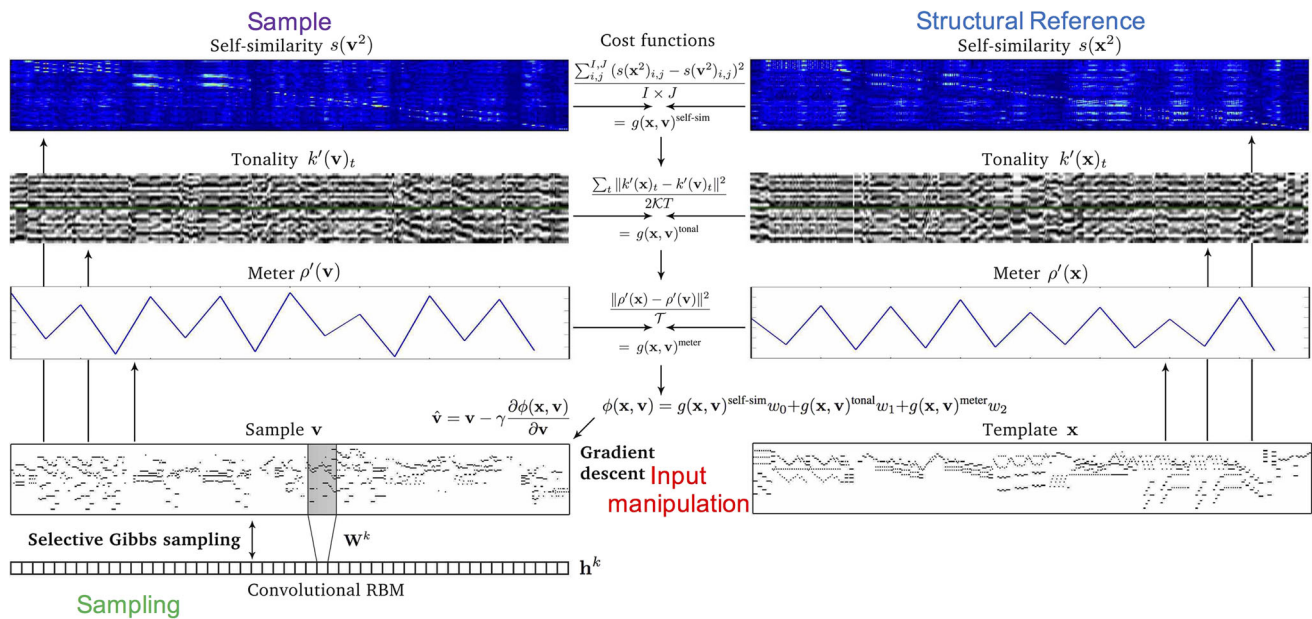 Sample
Self-similarity s(v²)
Cost functions
Structural Reference
Self-similarity s(x²)
∑_{i,j}^{I,J} (s(x²)_{i,j} − s(v²)_{i,j})² / I × J
= g(x, v)^{self-sim}
Tonality k′(v)_t
Tonality k′(x)_t
∑_t ‖k′(x)_t − k′(v)_t‖² / 2𝒦T
= g(x, v)^{tonal}
Meter ρ′(v)
Meter ρ′(x)
‖ρ′(x) − ρ′(v)‖² / 𝒯
= g(x, v)^{meter}
v̂ = v − γ ∂ϕ(x, v) / ∂v
ϕ(x, v) = g(x, v)^{self-sim}w₀+g(x, v)^{tonal}w₁+g(x, v)^{meter}w₂
Sample v
Template x
Gradient
descent
Input
manipulation
Selective Gibbs sampling
W^k
h^k
Convolutional RBM
Sampling